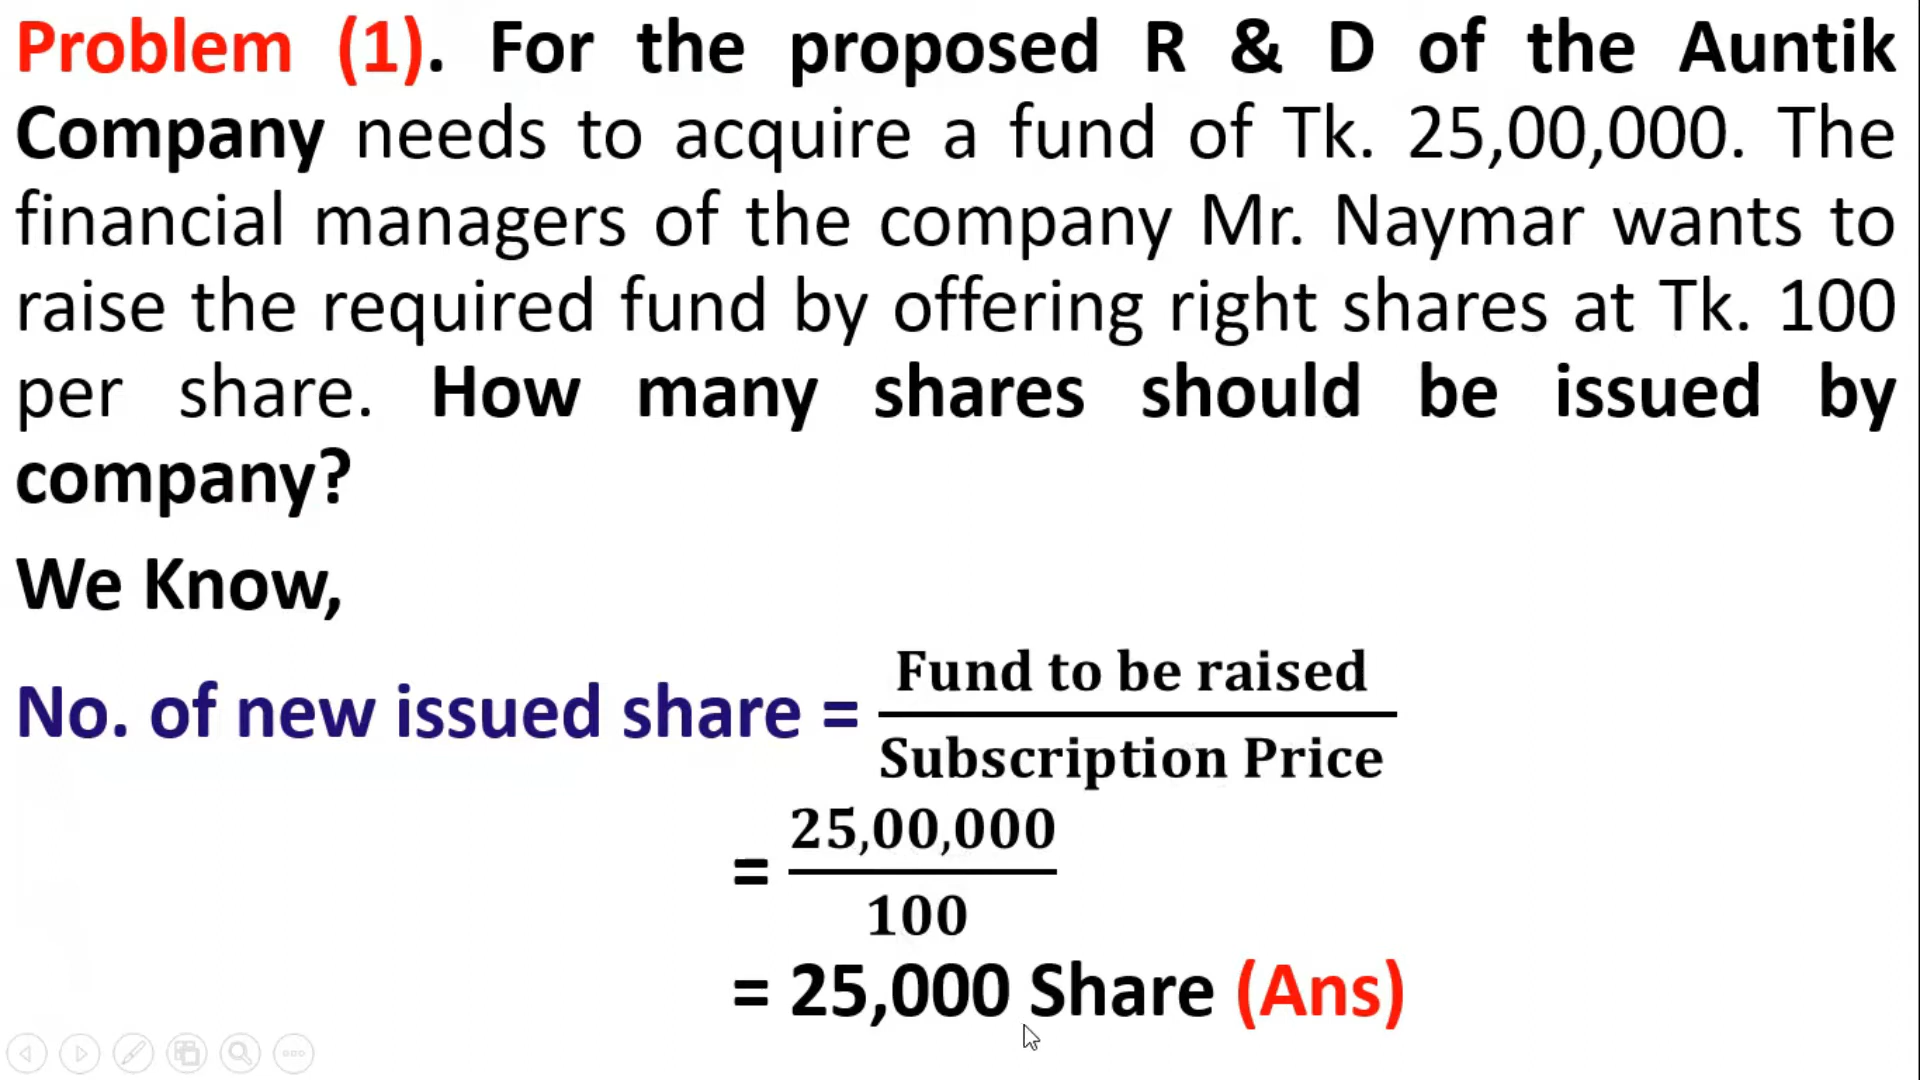 Problem (1). For the proposed R & D of the Auntik
Company needs to acquire a fund of Tk. 25,00,000. The
financial managers of the company Mr. Naymar wants to
raise the required fund by offering right shares at Tk. 100
per share. How many shares should be issued by
company?
We Know,
No. of new issued share = Fund to be raised
Subscription Price
= 25,00,000
100
= 25,000 Share (Ans)